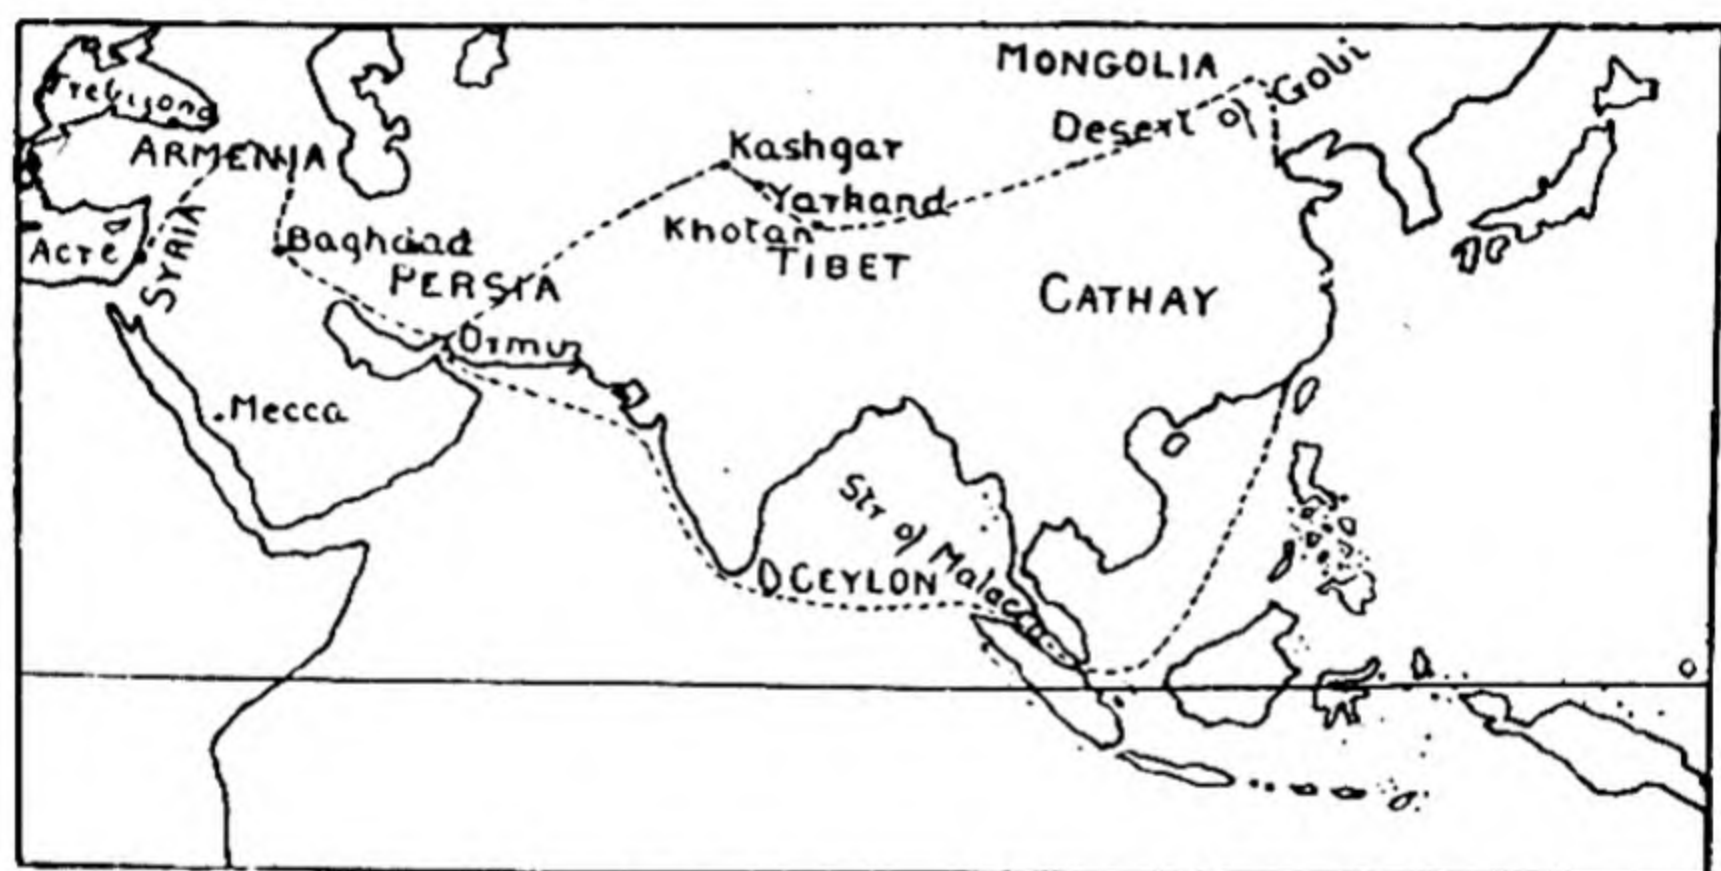 MONGOLIA
Gobi
Trebizond
Desert of
ARMENIA
Kashgar
Yarkand
Khotan
TIBET
SYRIA
Acre
Baghdad
PERSIA
CATHAY
Ormuz
Mecca
Str of Malacca
CEYLON
0